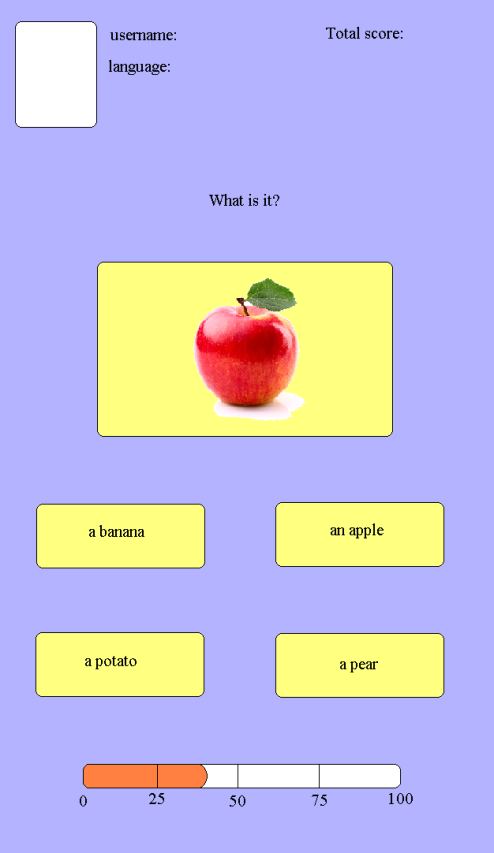 username:
Total score:
language:
What is it?
a banana
an apple
a potato
a pear
0
25
50
75
100